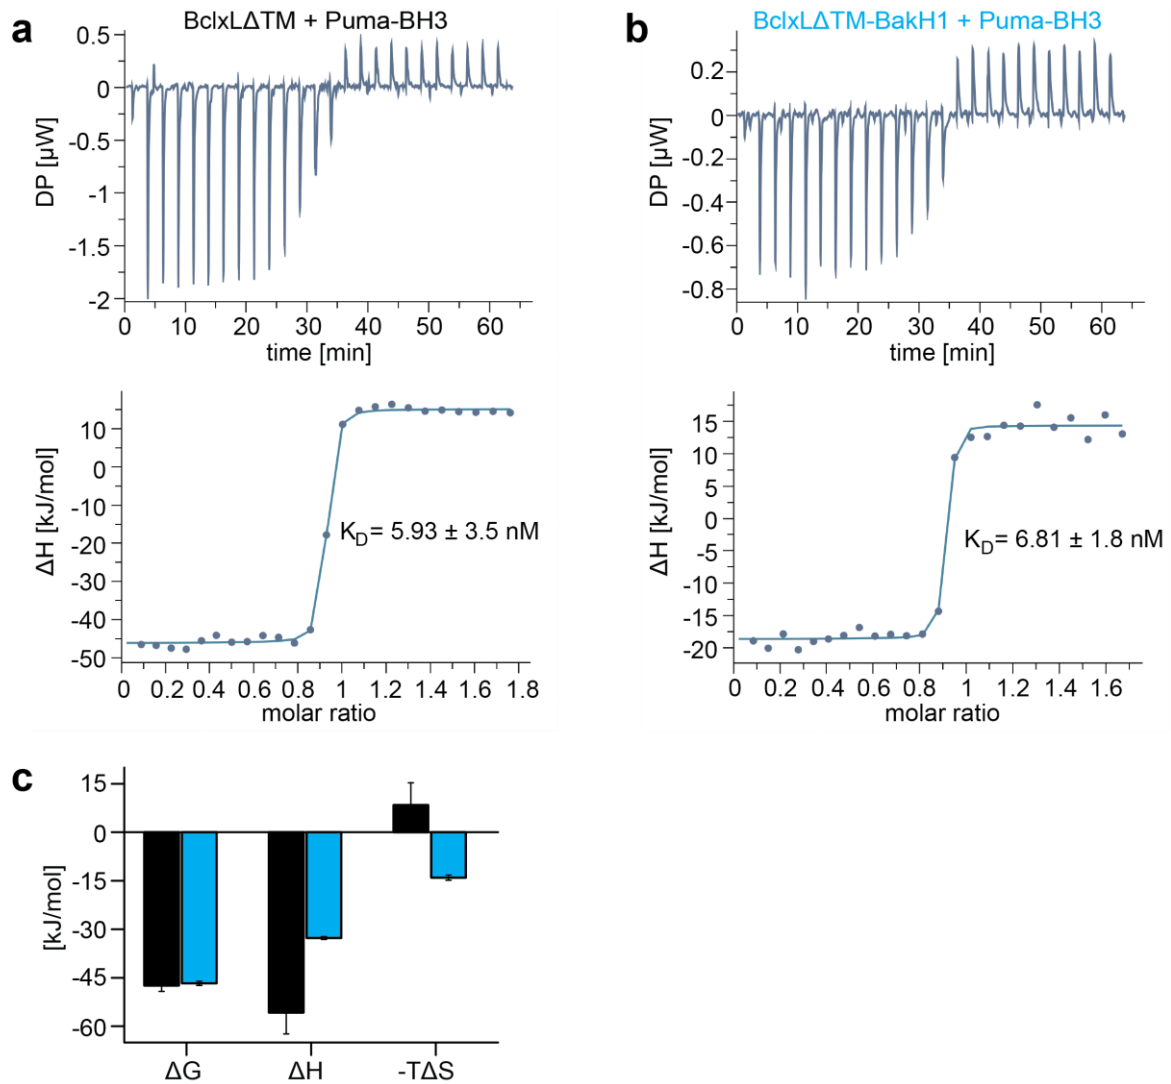 a
BclxLΔTM + Puma-BH3
0.5
0
-0.5
-1
-1.5
-2
DP [µW]
0 10 20 30 40 50 60
time [min]
10
0
-10
-20
-30
-40
-50
ΔH [kJ/mol]
K_D = 5.93 ± 3.5 nM
0 0.2 0.4 0.6 0.8 1 1.2 1.4 1.6 1.8
molar ratio
b
BclxLΔTM-BakH1 + Puma-BH3
0.2
0
-0.2
-0.4
-0.6
-0.8
DP [µW]
0 10 20 30 40 50 60
time [min]
15
10
5
0
-5
-10
-15
-20
ΔH [kJ/mol]
K_D = 6.81 ± 1.8 nM
0 0.2 0.4 0.6 0.8 1 1.2 1.4 1.6
molar ratio
c
15
0
-15
-30
-45
-60
[kJ/mol]
ΔG ΔH -TΔS